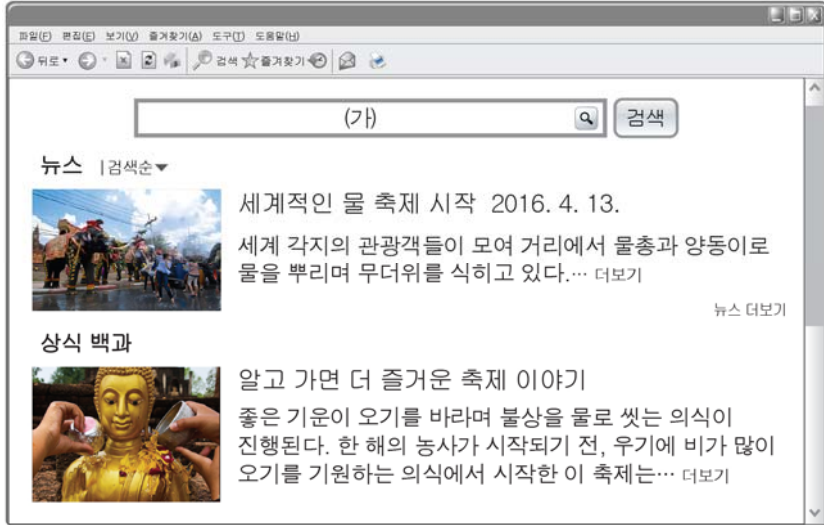 파일(F) 편집(E) 보기(V) 즐겨찾기(A) 도구(T) 도움말(H)
뒤로 검색 즐겨찾기
(가) 검색
뉴스 |검색순▼
세계적인 물 축제 시작 2016. 4. 13.
세계 각지의 관광객들이 모여 거리에서 물총과 양동이로
물을 뿌리며 무더위를 식히고 있다.… 더보기
뉴스 더보기
상식 백과
알고 가면 더 즐거운 축제 이야기
좋은 기운이 오기를 바라며 불상을 물로 씻는 의식이
진행된다. 한 해의 농사가 시작되기 전, 우기에 비가 많이
오기를 기원하는 의식에서 시작한 이 축제는… 더보기